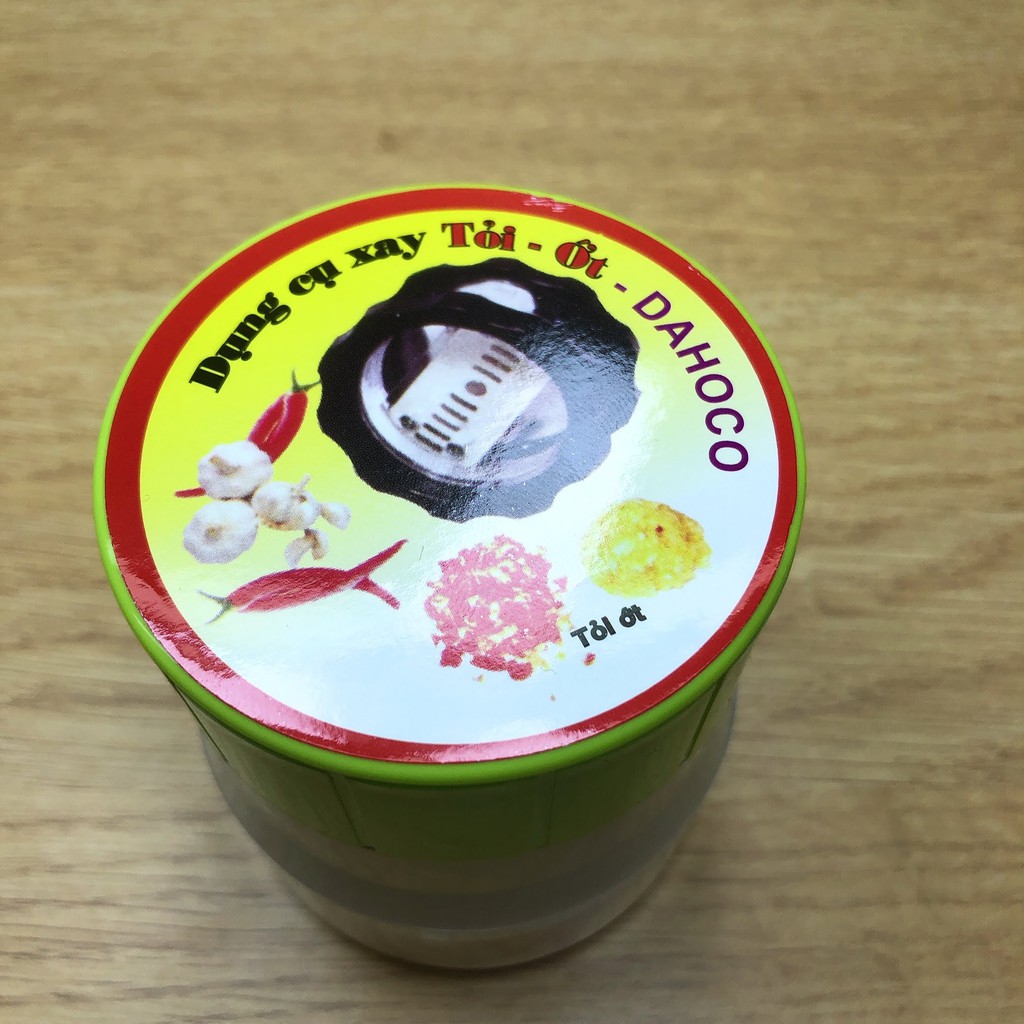 Dụng cụ xay Tỏi - Ớt - DAHOCO
Tỏi ớt